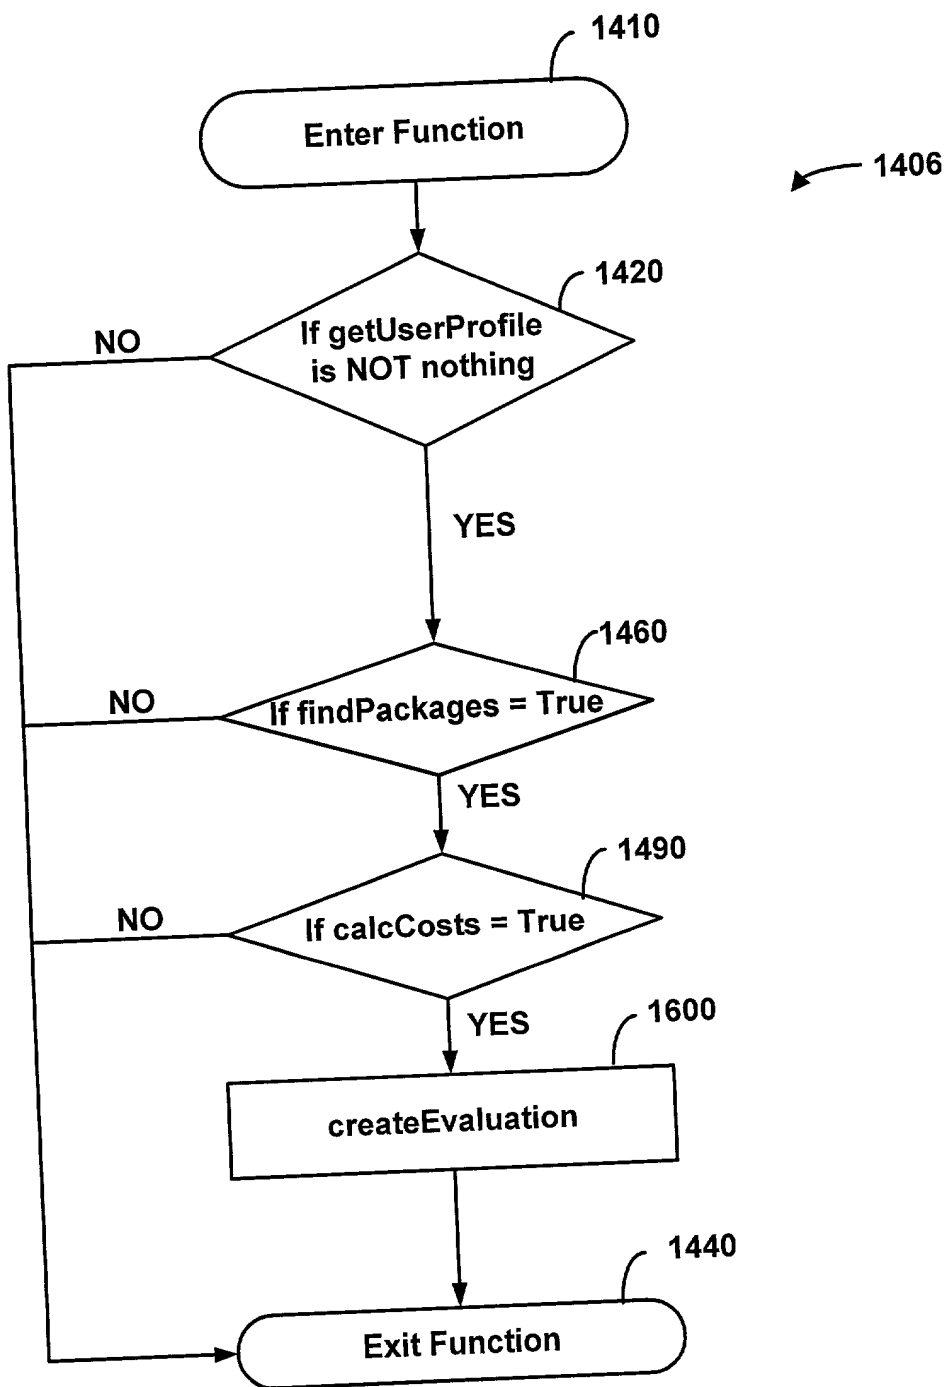 1410
Enter Function
1406
1420
If getUserProfile
is NOT nothing
NO
YES
1460
If findPackages = True
NO
YES
1490
If calcCosts = True
NO
YES
1600
createEvaluation
1440
Exit Function